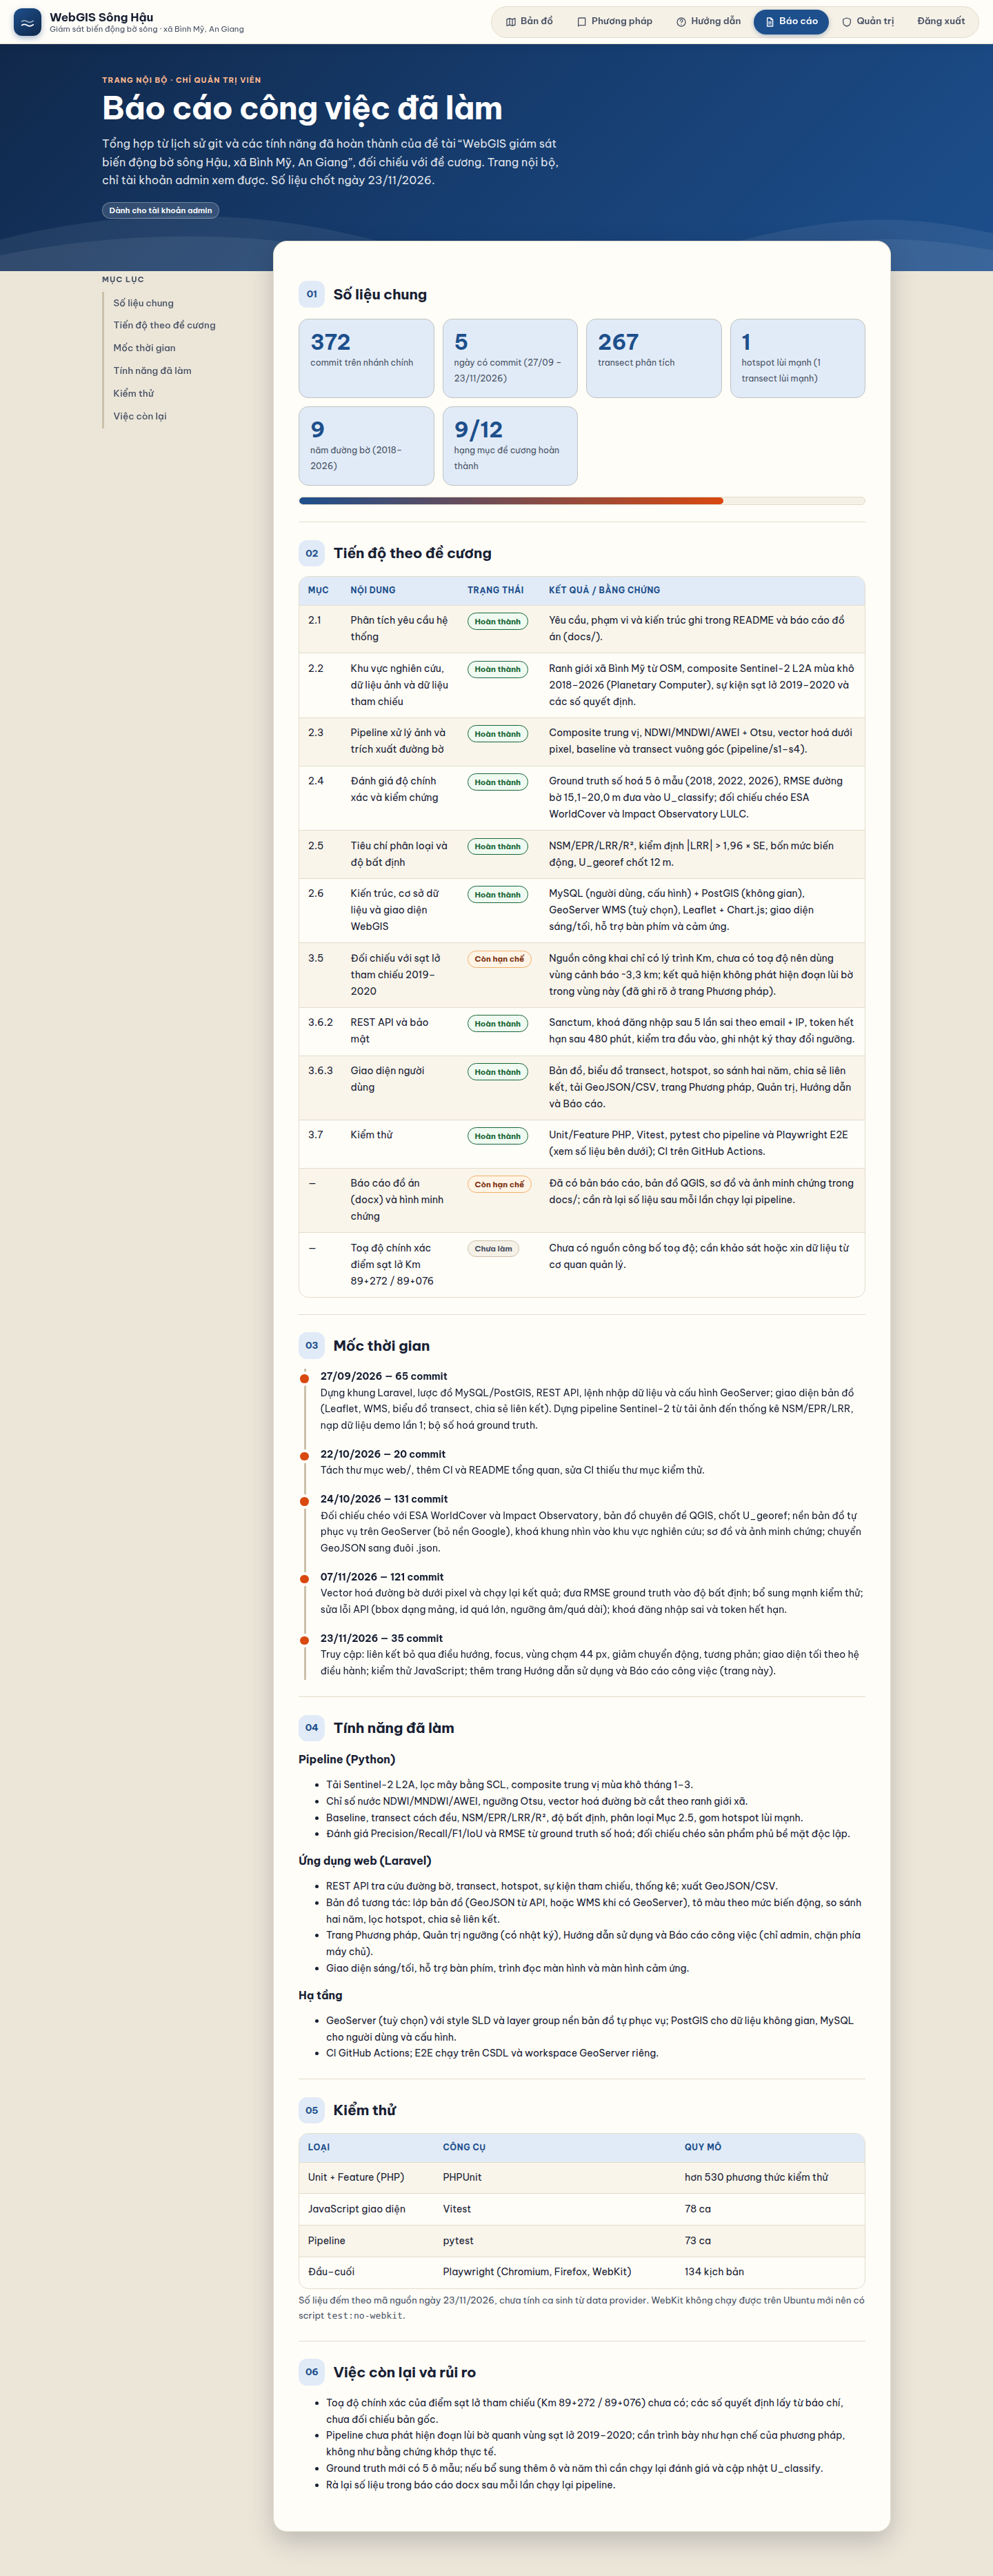 WebGIS Sông Hậu
Giám sát biến động bờ sông · xã Bình Mỹ, An Giang
Bản đồ
Phương pháp
Hướng dẫn
Báo cáo
Quản trị
Đăng xuất
TRANG NỘI BỘ · CHỈ QUẢN TRỊ VIÊN
Báo cáo công việc đã làm
Tổng hợp từ lịch sử git và các tính năng đã hoàn thành của đề tài “WebGIS giám sát
biến động bờ sông Hậu, xã Bình Mỹ, An Giang”, đối chiếu với đề cương. Trang nội bộ,
chỉ tài khoản admin xem được. Số liệu chốt ngày 23/11/2026.
Dành cho tài khoản admin
MỤC LỤC
Số liệu chung
Tiến độ theo đề cương
Mốc thời gian
Tính năng đã làm
Kiểm thử
Việc còn lại
01 Số liệu chung
372
commit trên nhánh chính
5
ngày có commit (27/09 –
23/11/2026)
267
transect phân tích
1
hotspot lùi mạnh (1
transect lùi mạnh)
9
năm đường bờ (2018–
2026)
9/12
hạng mục đề cương hoàn
thành
02 Tiến độ theo đề cương
MỤC NỘI DUNG TRẠNG THÁI KẾT QUẢ / BẰNG CHỨNG
2.1 Phân tích yêu cầu hệ
thống
Hoàn thành
Yêu cầu, phạm vi và kiến trúc ghi trong README và báo cáo đồ
án (docs/).
2.2 Khu vực nghiên cứu,
dữ liệu ảnh và dữ liệu
tham chiếu
Hoàn thành
Ranh giới xã Bình Mỹ từ OSM, composite Sentinel-2 L2A mùa khô
2018–2026 (Planetary Computer), sự kiện sạt lở 2019–2020 và
các số quyết định.
2.3 Pipeline xử lý ảnh và
trích xuất đường bờ
Hoàn thành
Composite trung vị, NDWI/MNDWI/AWEI + Otsu, vector hoá dưới
pixel, baseline và transect vuông góc (pipeline/s1–s4).
2.4 Đánh giá độ chính
xác và kiểm chứng
Hoàn thành
Ground truth số hoá 5 ô mẫu (2018, 2022, 2026), RMSE đường
bờ 15,1–20,0 m đưa vào U_classify; đối chiếu chéo ESA
WorldCover và Impact Observatory LULC.
2.5 Tiêu chí phân loại và
độ bất định
Hoàn thành
NSM/EPR/LRR/R², kiểm định |LRR| > 1,96 × SE, bốn mức biến
động, U_georef chốt 12 m.
2.6 Kiến trúc, cơ sở dữ
liệu và giao diện
WebGIS
Hoàn thành
MySQL (người dùng, cấu hình) + PostGIS (không gian),
GeoServer WMS (tuỳ chọn), Leaflet + Chart.js; giao diện
sáng/tối, hỗ trợ bàn phím và cảm ứng.
3.5 Đối chiếu với sạt lở
tham chiếu 2019–
2020
Còn hạn chế
Nguồn công khai chỉ có lý trình Km, chưa có toạ độ nên dùng
vùng cảnh báo ~3,3 km; kết quả hiện không phát hiện đoạn lùi bờ
trong vùng này (đã ghi rõ ở trang Phương pháp).
3.6.2 REST API và bảo
mật
Hoàn thành
Sanctum, khoá đăng nhập sau 5 lần sai theo email + IP, token hết
hạn sau 480 phút, kiểm tra đầu vào, ghi nhật ký thay đổi ngưỡng.
3.6.3 Giao diện người
dùng
Hoàn thành
Bản đồ, biểu đồ transect, hotspot, so sánh hai năm, chia sẻ liên
kết, tải GeoJSON/CSV, trang Phương pháp, Quản trị, Hướng dẫn
và Báo cáo.
3.7 Kiểm thử
Hoàn thành
Unit/Feature PHP, Vitest, pytest cho pipeline và Playwright E2E
(xem số liệu bên dưới); CI trên GitHub Actions.
— Báo cáo đồ án
(docx) và hình minh
chứng
Còn hạn chế
Đã có bản báo cáo, bản đồ QGIS, sơ đồ và ảnh minh chứng trong
docs/; cần rà lại số liệu sau mỗi lần chạy lại pipeline.
— Toạ độ chính xác
điểm sạt lở Km
89+272 / 89+076
Chưa làm
Chưa có nguồn công bố toạ độ; cần khảo sát hoặc xin dữ liệu từ
cơ quan quản lý.
03 Mốc thời gian
27/09/2026 — 65 commit
Dựng khung Laravel, lược đồ MySQL/PostGIS, REST API, lệnh nhập dữ liệu và cấu hình GeoServer; giao diện bản đồ
(Leaflet, WMS, biểu đồ transect, chia sẻ liên kết). Dựng pipeline Sentinel-2 từ tải ảnh đến thống kê NSM/EPR/LRR,
nạp dữ liệu demo lần 1; bộ số hoá ground truth.
22/10/2026 — 20 commit
Tách thư mục web/, thêm CI và README tổng quan, sửa CI thiếu thư mục kiểm thử.
24/10/2026 — 131 commit
Đối chiếu chéo với ESA WorldCover và Impact Observatory, bản đồ chuyên đề QGIS, chốt U_georef; nền bản đồ tự
phục vụ trên GeoServer (bỏ nền Google), khoá khung nhìn vào khu vực nghiên cứu; sơ đồ và ảnh minh chứng; chuyển
GeoJSON sang đuôi .json.
07/11/2026 — 121 commit
Vector hoá đường bờ dưới pixel và chạy lại kết quả; đưa RMSE ground truth vào độ bất định; bổ sung mạnh kiểm thử;
sửa lỗi API (bbox dạng mảng, id quá lớn, ngưỡng âm/quá dài); khoá đăng nhập sai và token hết hạn.
23/11/2026 — 35 commit
Truy cập: liên kết bỏ qua điều hướng, focus, vùng chạm 44 px, giảm chuyển động, tương phản; giao diện tối theo hệ
điều hành; kiểm thử JavaScript; thêm trang Hướng dẫn sử dụng và Báo cáo công việc (trang này).
04 Tính năng đã làm
Pipeline (Python)
• Tải Sentinel-2 L2A, lọc mây bằng SCL, composite trung vị mùa khô tháng 1–3.
• Chỉ số nước NDWI/MNDWI/AWEI, ngưỡng Otsu, vector hoá đường bờ cắt theo ranh giới xã.
• Baseline, transect cách đều, NSM/EPR/LRR/R², độ bất định, phân loại Mục 2.5, gom hotspot lùi mạnh.
• Đánh giá Precision/Recall/F1/IoU và RMSE từ ground truth số hoá; đối chiếu chéo sản phẩm phủ bề mặt độc lập.
Ứng dụng web (Laravel)
• REST API tra cứu đường bờ, transect, hotspot, sự kiện tham chiếu, thống kê; xuất GeoJSON/CSV.
• Bản đồ tương tác: lớp bản đồ (GeoJSON từ API, hoặc WMS khi có GeoServer), tô màu theo mức biến động, so sánh
hai năm, lọc hotspot, chia sẻ liên kết.
• Trang Phương pháp, Quản trị ngưỡng (có nhật ký), Hướng dẫn sử dụng và Báo cáo công việc (chỉ admin, chặn phía
máy chủ).
• Giao diện sáng/tối, hỗ trợ bàn phím, trình đọc màn hình và màn hình cảm ứng.
Hạ tầng
• GeoServer (tuỳ chọn) với style SLD và layer group nền bản đồ tự phục vụ; PostGIS cho dữ liệu không gian, MySQL
cho người dùng và cấu hình.
• CI GitHub Actions; E2E chạy trên CSDL và workspace GeoServer riêng.
05 Kiểm thử
LOẠI CÔNG CỤ QUY MÔ
Unit + Feature (PHP) PHPUnit hơn 530 phương thức kiểm thử
JavaScript giao diện Vitest 78 ca
Pipeline pytest 73 ca
Đầu–cuối Playwright (Chromium, Firefox, WebKit) 134 kịch bản
Số liệu đếm theo mã nguồn ngày 23/11/2026, chưa tính ca sinh từ data provider. WebKit không chạy được trên Ubuntu mới nên có
script test:no-webkit.
06 Việc còn lại và rủi ro
• Toạ độ chính xác của điểm sạt lở tham chiếu (Km 89+272 / 89+076) chưa có; các số quyết định lấy từ báo chí,
chưa đối chiếu bản gốc.
• Pipeline chưa phát hiện đoạn lùi bờ quanh vùng sạt lở 2019–2020; cần trình bày như hạn chế của phương pháp,
không như bằng chứng khớp thực tế.
• Ground truth mới có 5 ô mẫu; nếu bổ sung thêm ô và năm thì cần chạy lại đánh giá và cập nhật U_classify.
• Rà lại số liệu trong báo cáo docx sau mỗi lần chạy lại pipeline.